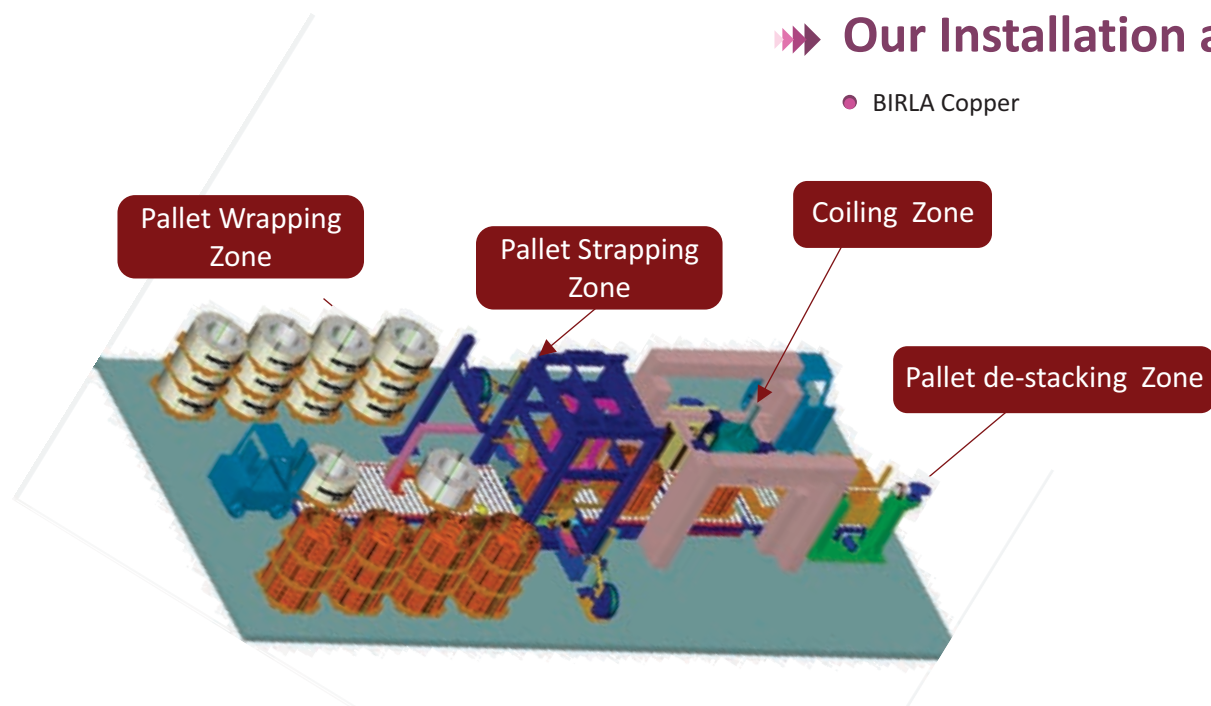 Our Installation a
BIRLA Copper
Coiling Zone
Pallet Wrapping
Zone
Pallet Strapping
Zone
Pallet de-stacking Zone